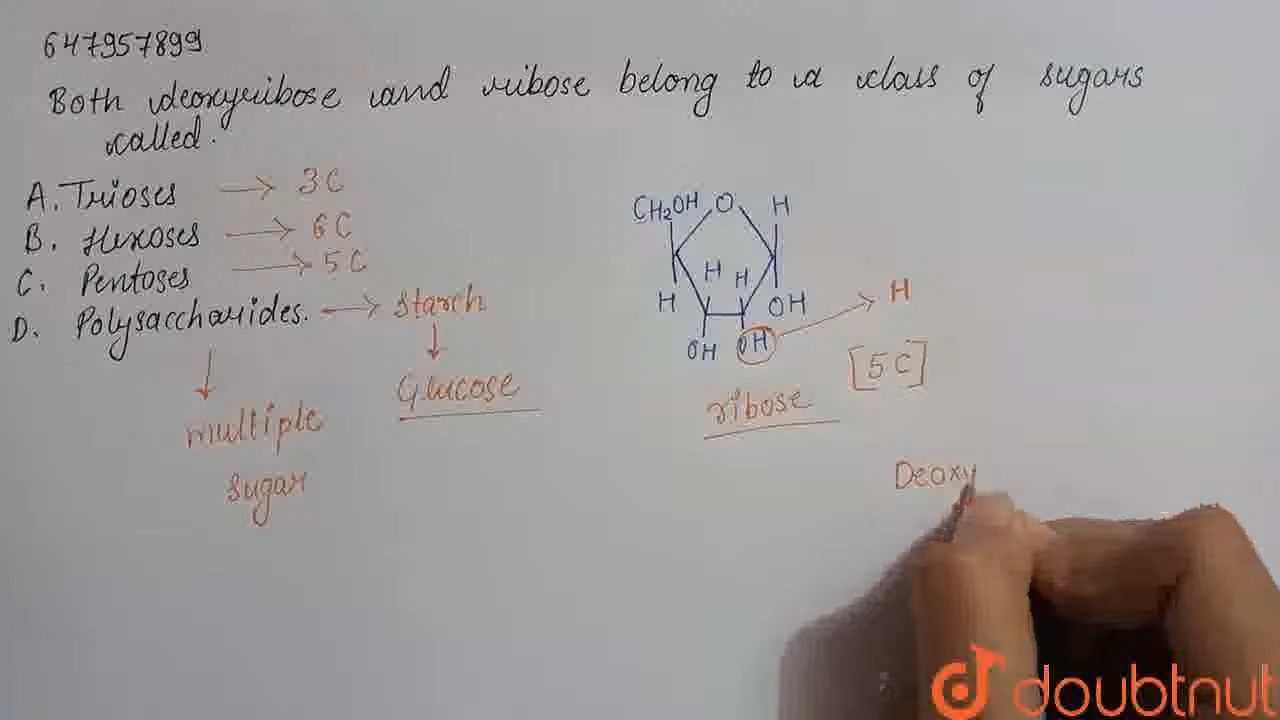 647957899
Both deoxyribose and ribose belong to a class of sugars
called.
A. Trioses → 3C
B. Hexoses → 6C
C. Pentoses → 5C
D. Polysaccharides. → Starch
↓
Glucose
↓
multiple
sugar
CH₂OH O H
H H
H OH
OH OH → H
[5C]
ribose
Deoxy
doubtnut